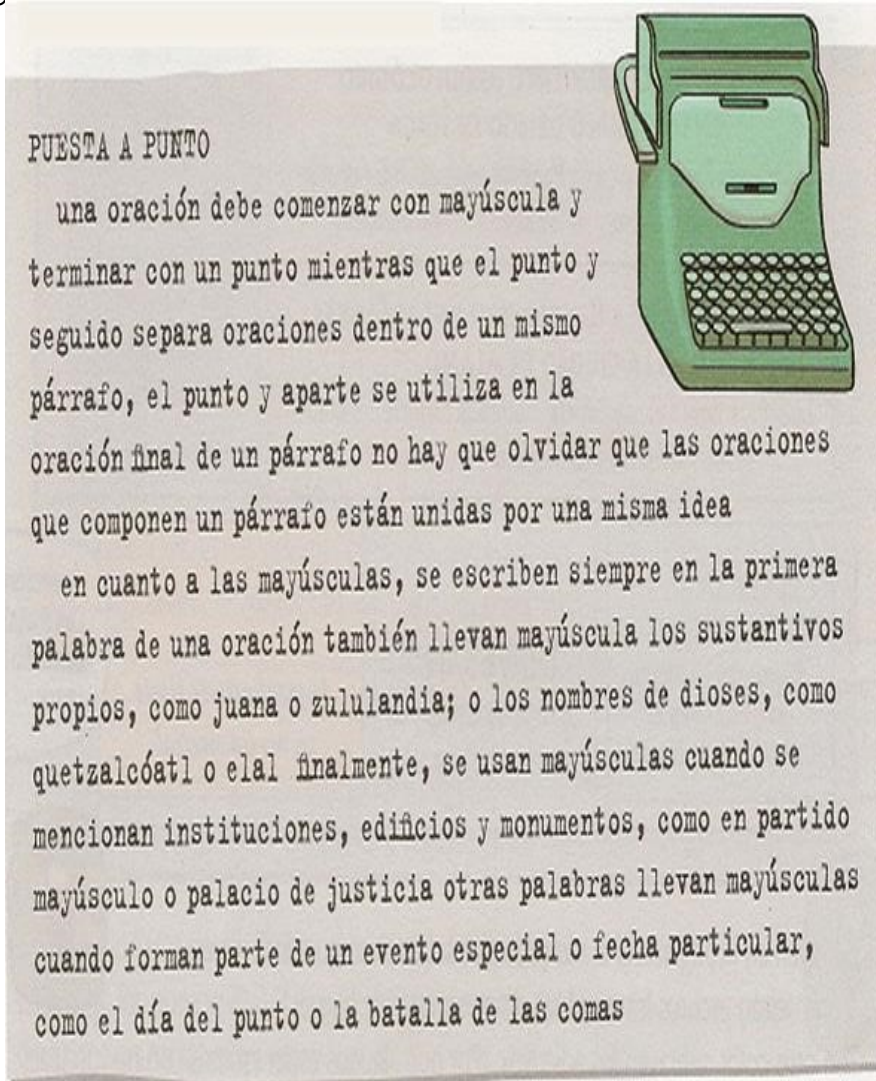 PUESTA A PUNTO
una oración debe comenzar con mayúscula y
terminar con un punto mientras que el punto y
seguido separa oraciones dentro de un mismo
párrafo, el punto y aparte se utiliza en la
oración final de un párrafo no hay que olvidar que las oraciones
que componen un párrafo están unidas por una misma idea
en cuanto a las mayúsculas, se escriben siempre en la primera
palabra de una oración también llevan mayúscula los sustantivos
propios, como juana o zululandia; o los nombres de dioses, como
quetzalcóatl o elal finalmente, se usan mayúsculas cuando se
mencionan instituciones, edificios y monumentos, como en partido
mayúsculo o palacio de justicia otras palabras llevan mayúsculas
cuando forman parte de un evento especial o fecha particular,
como el día del punto o la batalla de las comas